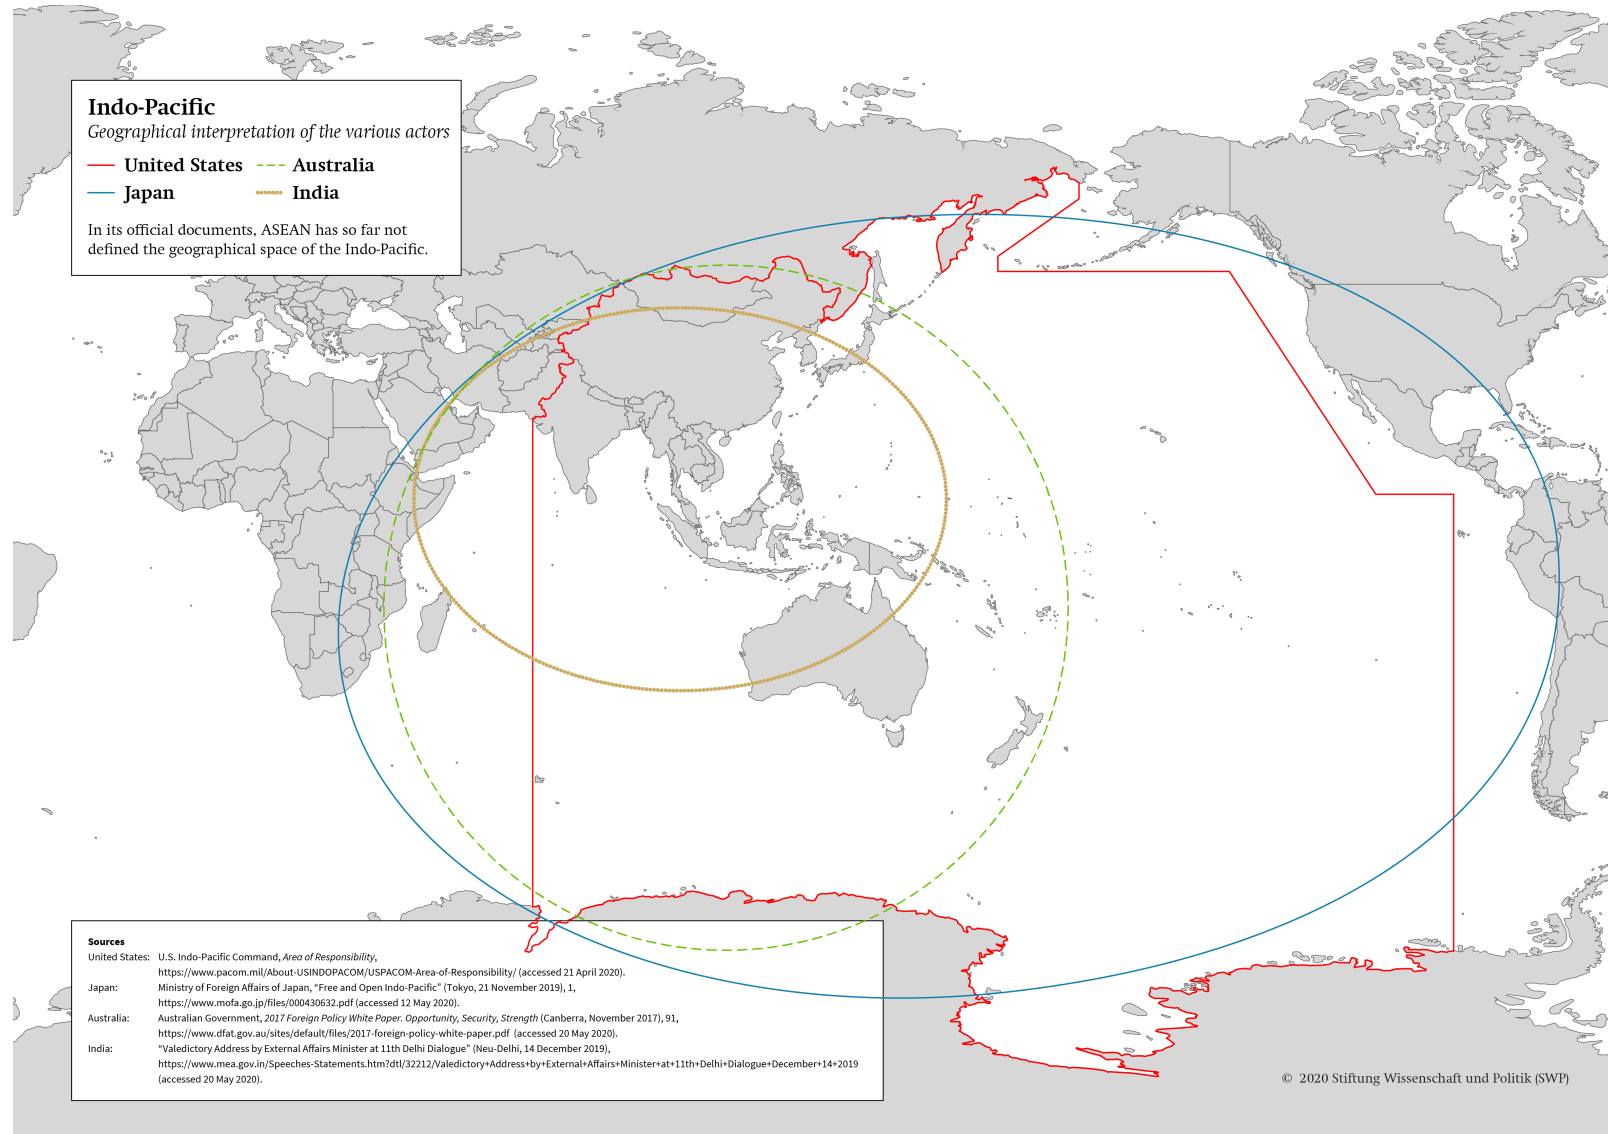 Indo-Pacific
Geographical interpretation of the various actors
United States
Australia
Japan
India
In its official documents, ASEAN has so far not
defined the geographical space of the Indo-Pacific.
Sources
United States: U.S. Indo-Pacific Command, Area of Responsibility,
https://www.pacom.mil/About-USINDOPACOM/USPACOM-Area-of-Responsibility/ (accessed 21 April 2020).
Japan: Ministry of Foreign Affairs of Japan, “Free and Open Indo-Pacific” (Tokyo, 21 November 2019), 1,
https://www.mofa.go.jp/files/000430632.pdf (accessed 12 May 2020).
Australia: Australian Government, 2017 Foreign Policy White Paper. Opportunity, Security, Strength (Canberra, November 2017), 91,
https://www.dfat.gov.au/sites/default/files/2017-foreign-policy-white-paper.pdf (accessed 20 May 2020).
India: “Valedictory Address by External Affairs Minister at 11th Delhi Dialogue” (Neu-Delhi, 14 December 2019),
https://www.mea.gov.in/Speeches-Statements.htm?dtl/32212/Valedictory+Address+by+External+Affairs+Minister+at+11th+Delhi+Dialogue+December+14+2019
(accessed 20 May 2020).
© 2020 Stiftung Wissenschaft und Politik (SWP)